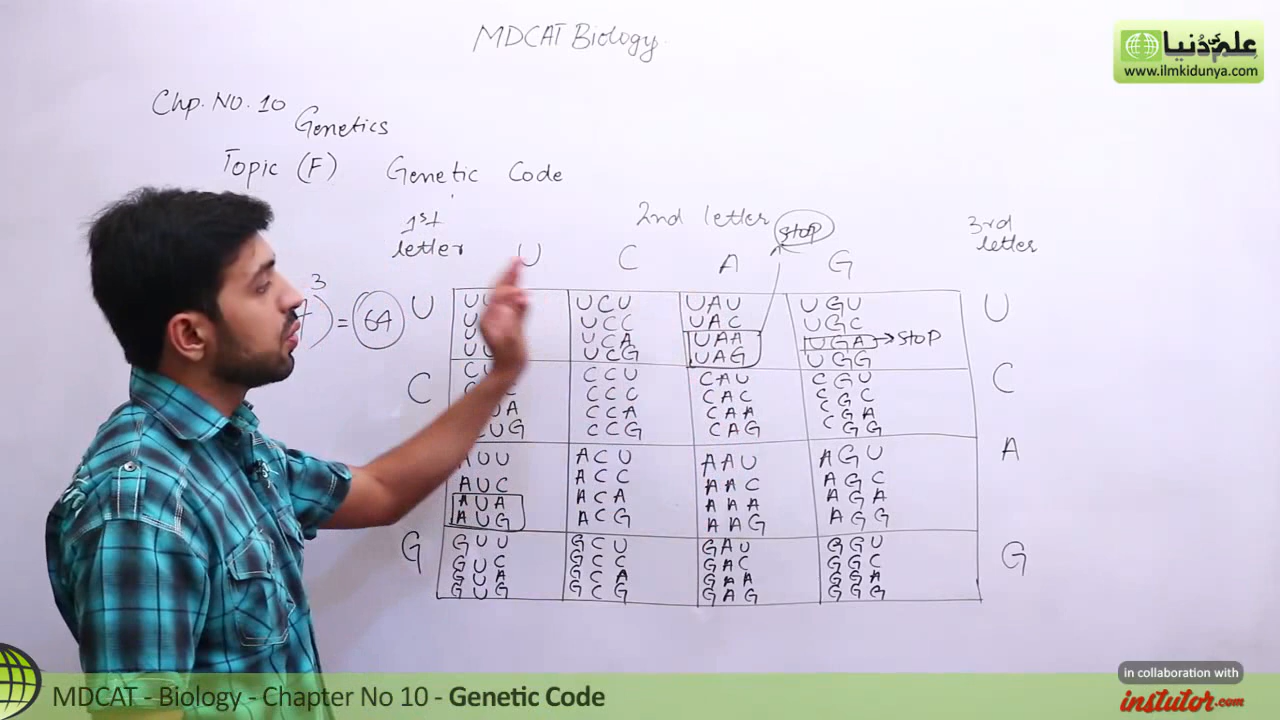 MDCAT Biology
علم کی دُنیا
www.ilmkidunya.com
Chp. No. 10
Genetics
Topic (F) Genetic Code
1st letter
2nd letter
stop
3rd letter
U C A G
3
= 64
U
UCU UAU UGU
UCC UAC UGC
UCA UAA UGA → stop
UCG UAG UGG
U
C
CCU CAU CGU
CCC CAC CGC
CCA CAA CGA
CUG CCG CAG CGG
C
AUU ACU AAU AGU
AUC ACC AAC AGC
AUA ACA AAA AGA
AUG ACG AAG AGG
A
G
GUU GCU GAU GGU
GUC GCC GAC GGC
GUA GCA GAA GGA
GUG GCG GAG GGG
G
MDCAT - Biology - Chapter No 10 - Genetic Code
in collaboration with
instutor.com